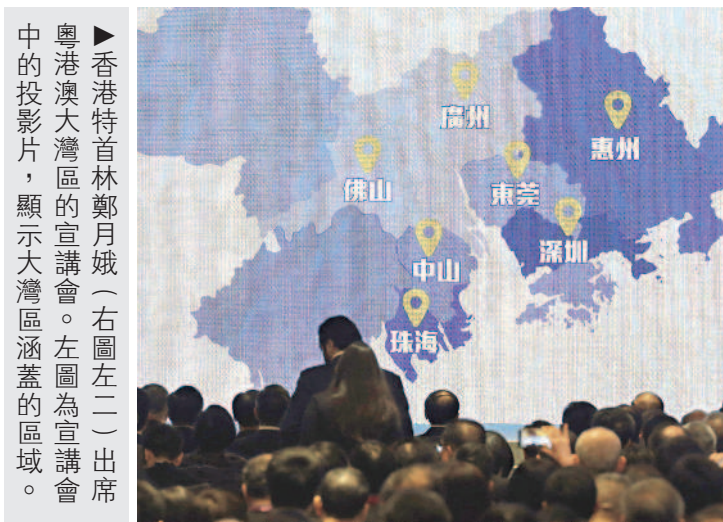 ▶香港特首林鄭月娥（右圖左二）出席
粵港澳大灣區的宣講會。左圖為宣講會
中的投影片，顯示大灣區涵蓋的區域。
廣州
惠州
佛山
東莞
深圳
中山
珠海